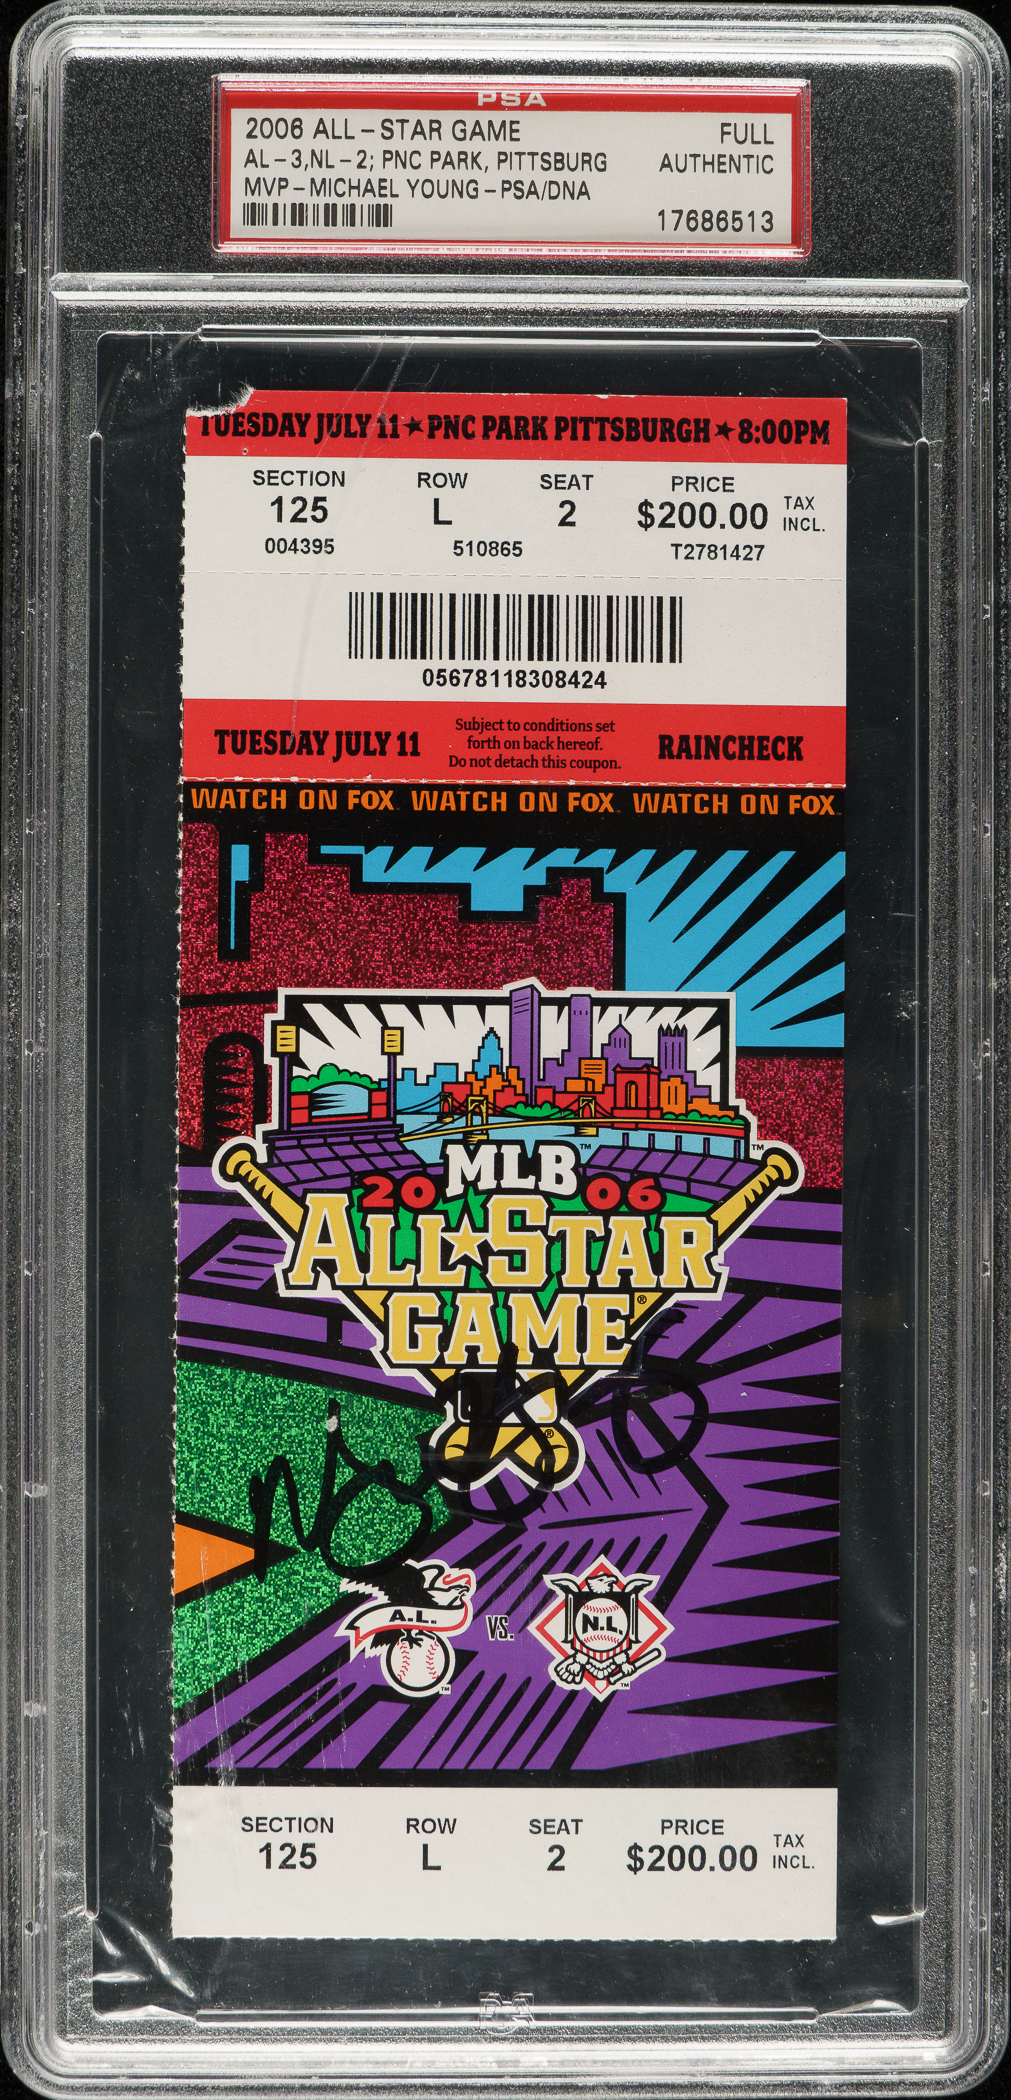 PSA
2006 ALL-STAR GAME FULL
AL-3,NL-2; PNC PARK, PITTSBURG AUTHENTIC
MVP-MICHAEL YOUNG-PSA/DNA
17686513
TUESDAY JULY 11★PNC PARK PITTSBURGH★8:00PM
SECTION ROW SEAT PRICE
125 L 2 $200.00 TAX INCL.
004395 510865 T2781427
05678118308424
TUESDAY JULY 11
Subject to conditions set
forth on back hereof.
Do not detach this coupon.
RAINCHECK
WATCH ON FOX WATCH ON FOX WATCH ON FOX
MLB™
2006
ALL★STAR
GAME®
A.L. VS. N.L.
SECTION ROW SEAT PRICE
125 L 2 $200.00 TAX INCL.